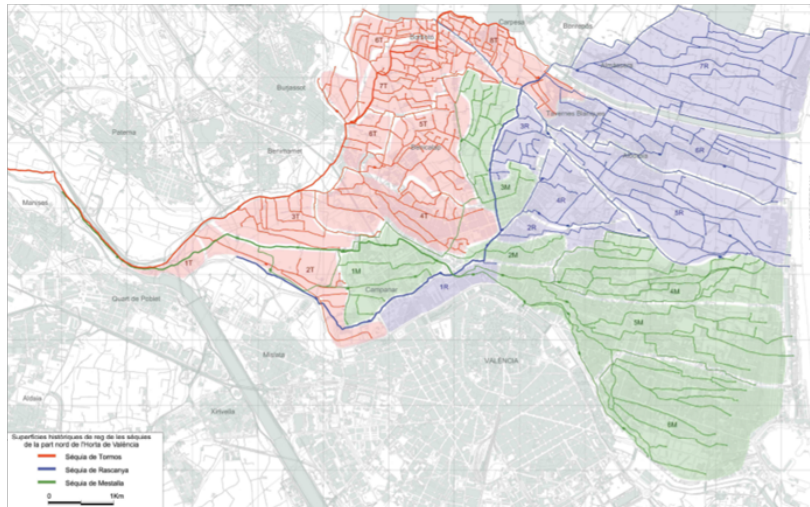 Carpesa
Burjassot
Paterna
Benimamet
Manises
Quart de Poblet
Campanar
Mislata
VALÈNCIA
Xirivella
Aldaia
6T
7T
5T
3T
4T
1T
2T
1M
2M
3M
4M
5M
6M
1R
2R
3R
4R
5R
6R
7R
Superfícies històriques de reg de les séquies
de la part nord de l'Horta de València
Séquia de Tormos
Séquia de Rascanya
Séquia de Mestalla
0 1Km